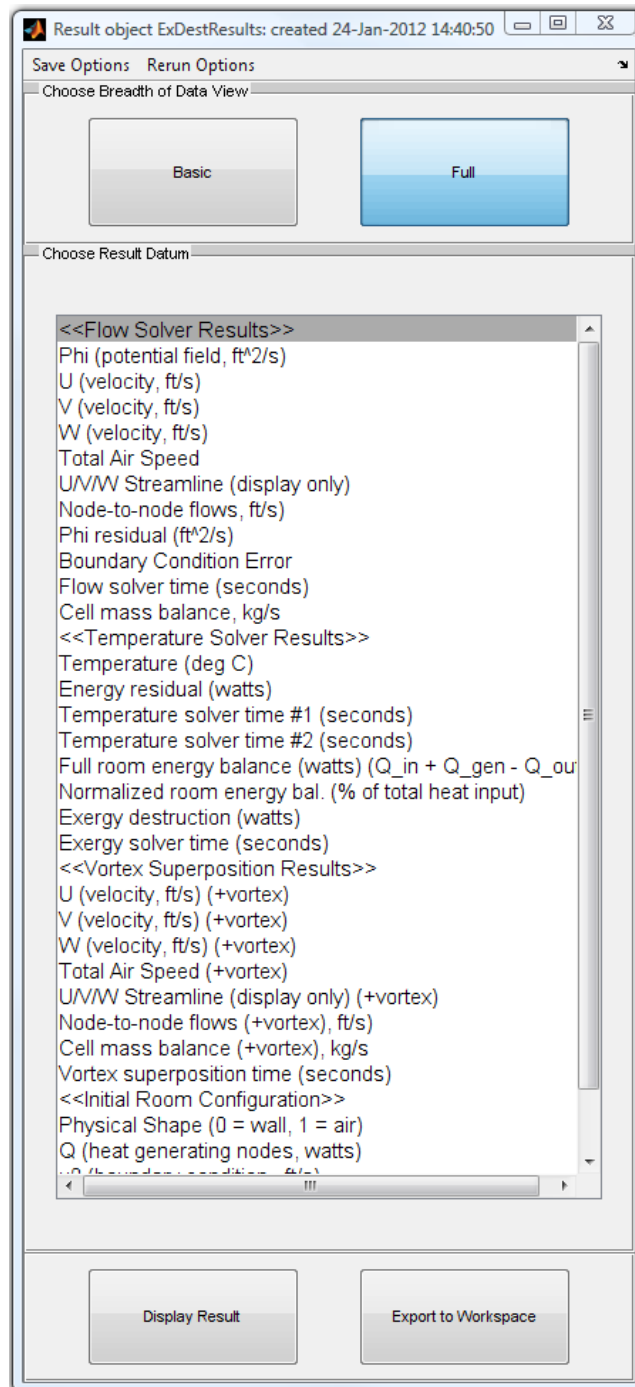 Result object ExDestResults: created 24-Jan-2012 14:40:50
Save Options Rerun Options
Choose Breadth of Data View
Basic Full
Choose Result Datum
<<Flow Solver Results>>
Phi (potential field, ft^2/s)
U (velocity, ft/s)
V (velocity, ft/s)
W (velocity, ft/s)
Total Air Speed
U/V/W Streamline (display only)
Node-to-node flows, ft/s)
Phi residual (ft^2/s)
Boundary Condition Error
Flow solver time (seconds)
Cell mass balance, kg/s
<<Temperature Solver Results>>
Temperature (deg C)
Energy residual (watts)
Temperature solver time #1 (seconds)
Temperature solver time #2 (seconds)
Full room energy balance (watts) (Q_in + Q_gen - Q_ou
Normalized room energy bal. (% of total heat input)
Exergy destruction (watts)
Exergy solver time (seconds)
<<Vortex Superposition Results>>
U (velocity, ft/s) (+vortex)
V (velocity, ft/s) (+vortex)
W (velocity, ft/s) (+vortex)
Total Air Speed (+vortex)
U/V/W Streamline (display only) (+vortex)
Node-to-node flows (+vortex), ft/s)
Cell mass balance (+vortex), kg/s
Vortex superposition time (seconds)
<<Initial Room Configuration>>
Physical Shape (0 = wall, 1 = air)
Q (heat generating nodes, watts)
(boundary condition, ft/s)
Display Result Export to Workspace